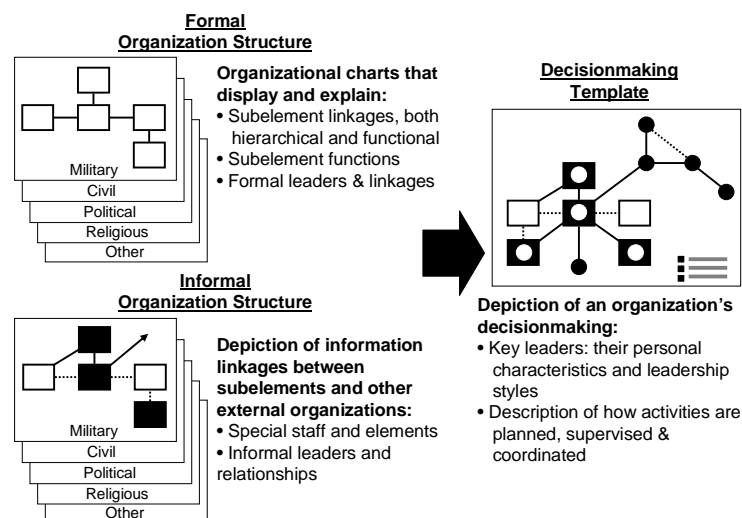 Formal
Organization Structure
Military
Civil
Political
Religious
Other
Organizational charts that
display and explain:
• Subelement linkages, both
hierarchical and functional
• Subelement functions
• Formal leaders & linkages
Informal
Organization Structure
Military
Civil
Political
Religious
Other
Depiction of information
linkages between
subelements and other
external organizations:
• Special staff and elements
• Informal leaders and
relationships
Decisionmaking
Template
Depiction of an organization's
decisionmaking:
• Key leaders: their personal
characteristics and leadership
styles
• Description of how activities are
planned, supervised &
coordinated